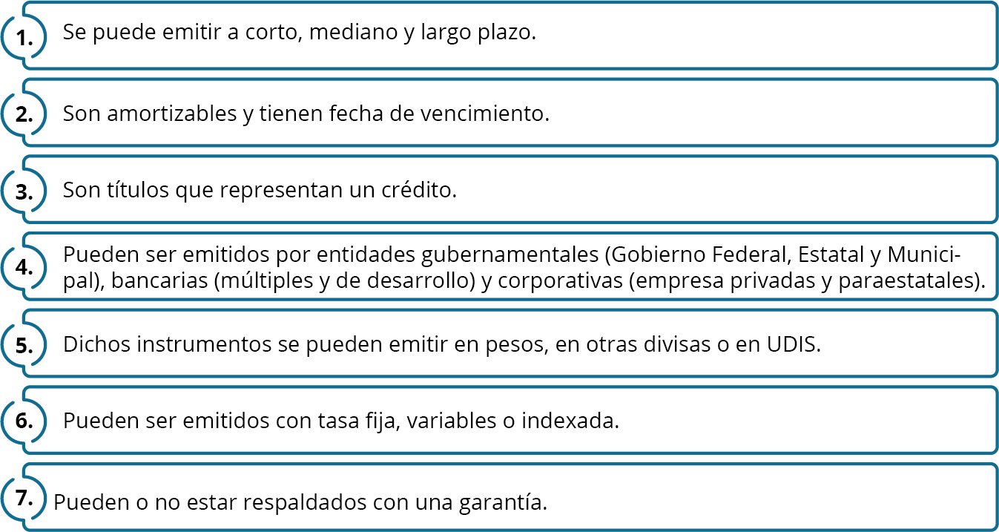 1. Se puede emitir a corto, mediano y largo plazo.
2. Son amortizables y tienen fecha de vencimiento.
3. Son títulos que representan un crédito.
4. Pueden ser emitidos por entidades gubernamentales (Gobierno Federal, Estatal y Munici-
pal), bancarias (múltiples y de desarrollo) y corporativas (empresa privadas y paraestatales).
5. Dichos instrumentos se pueden emitir en pesos, en otras divisas o en UDIS.
6. Pueden ser emitidos con tasa fija, variables o indexada.
7. Pueden o no estar respaldados con una garantía.